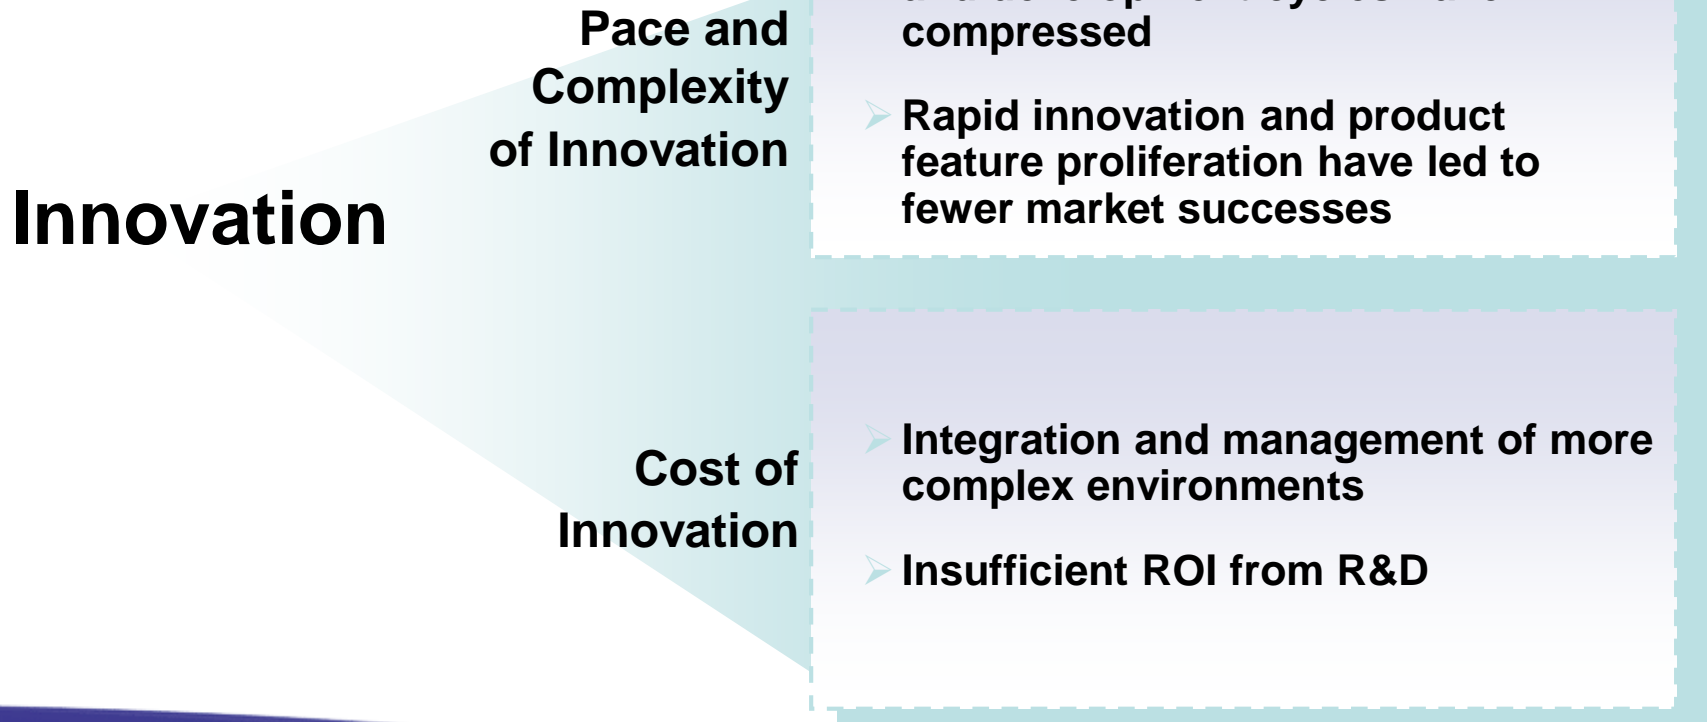 Pace and
Complexity
of Innovation
Innovation
compressed
➢ Rapid innovation and product
feature proliferation have led to
fewer market successes
Cost of
Innovation
➢ Integration and management of more
complex environments
➢ Insufficient ROI from R&D